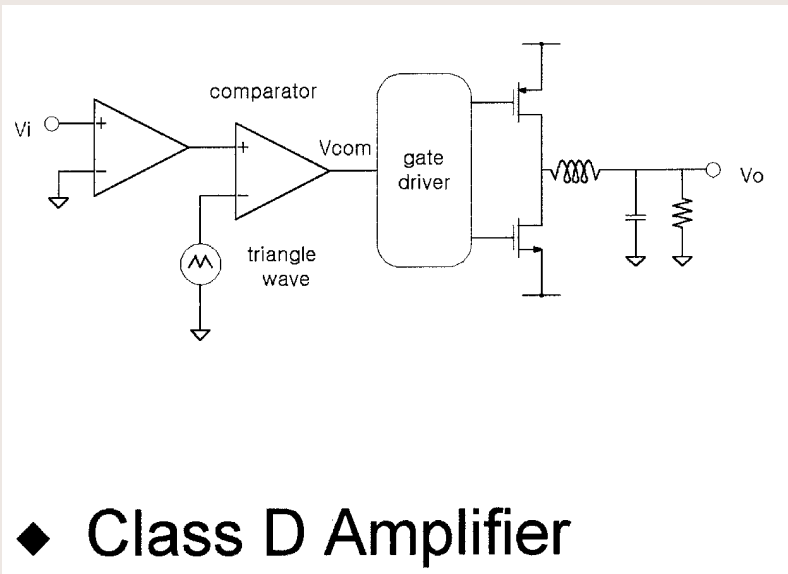 comparator
Vi
+
−
+
−
Vcom
gate
driver
triangle
wave
Vo
◆ Class D Amplifier